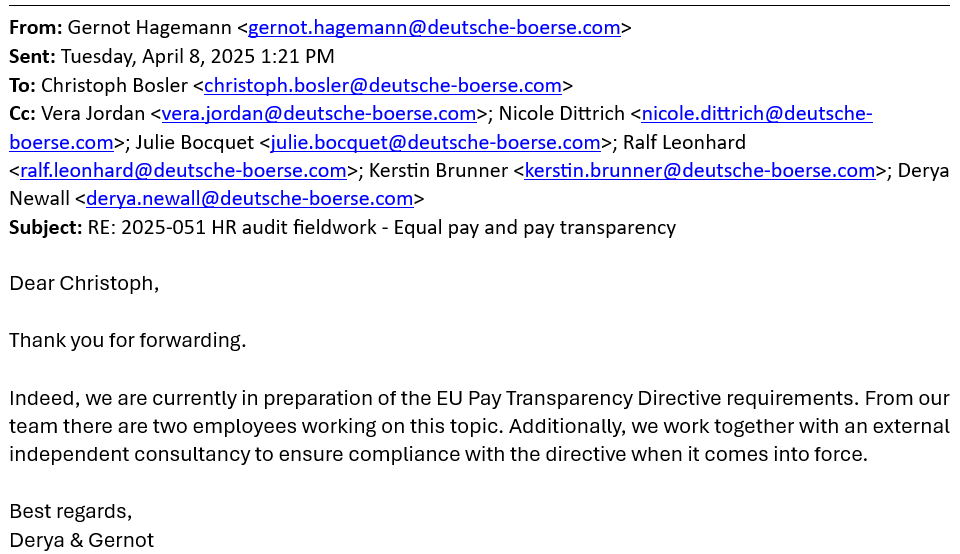 From: Gernot Hagemann <gernot.hagemann@deutsche-boerse.com>
Sent: Tuesday, April 8, 2025 1:21 PM
To: Christoph Bosler <christoph.bosler@deutsche-boerse.com>
Cc: Vera Jordan <vera.jordan@deutsche-boerse.com>; Nicole Dittrich <nicole.dittrich@deutsche-
boerse.com>; Julie Bocquet <julie.bocquet@deutsche-boerse.com>; Ralf Leonhard
<ralf.leonhard@deutsche-boerse.com>; Kerstin Brunner <kerstin.brunner@deutsche-boerse.com>; Derya
Newall <derya.newall@deutsche-boerse.com>
Subject: RE: 2025-051 HR audit fieldwork - Equal pay and pay transparency
Dear Christoph,
Thank you for forwarding.
Indeed, we are currently in preparation of the EU Pay Transparency Directive requirements. From our
team there are two employees working on this topic. Additionally, we work together with an external
independent consultancy to ensure compliance with the directive when it comes into force.
Best regards,
Derya & Gernot